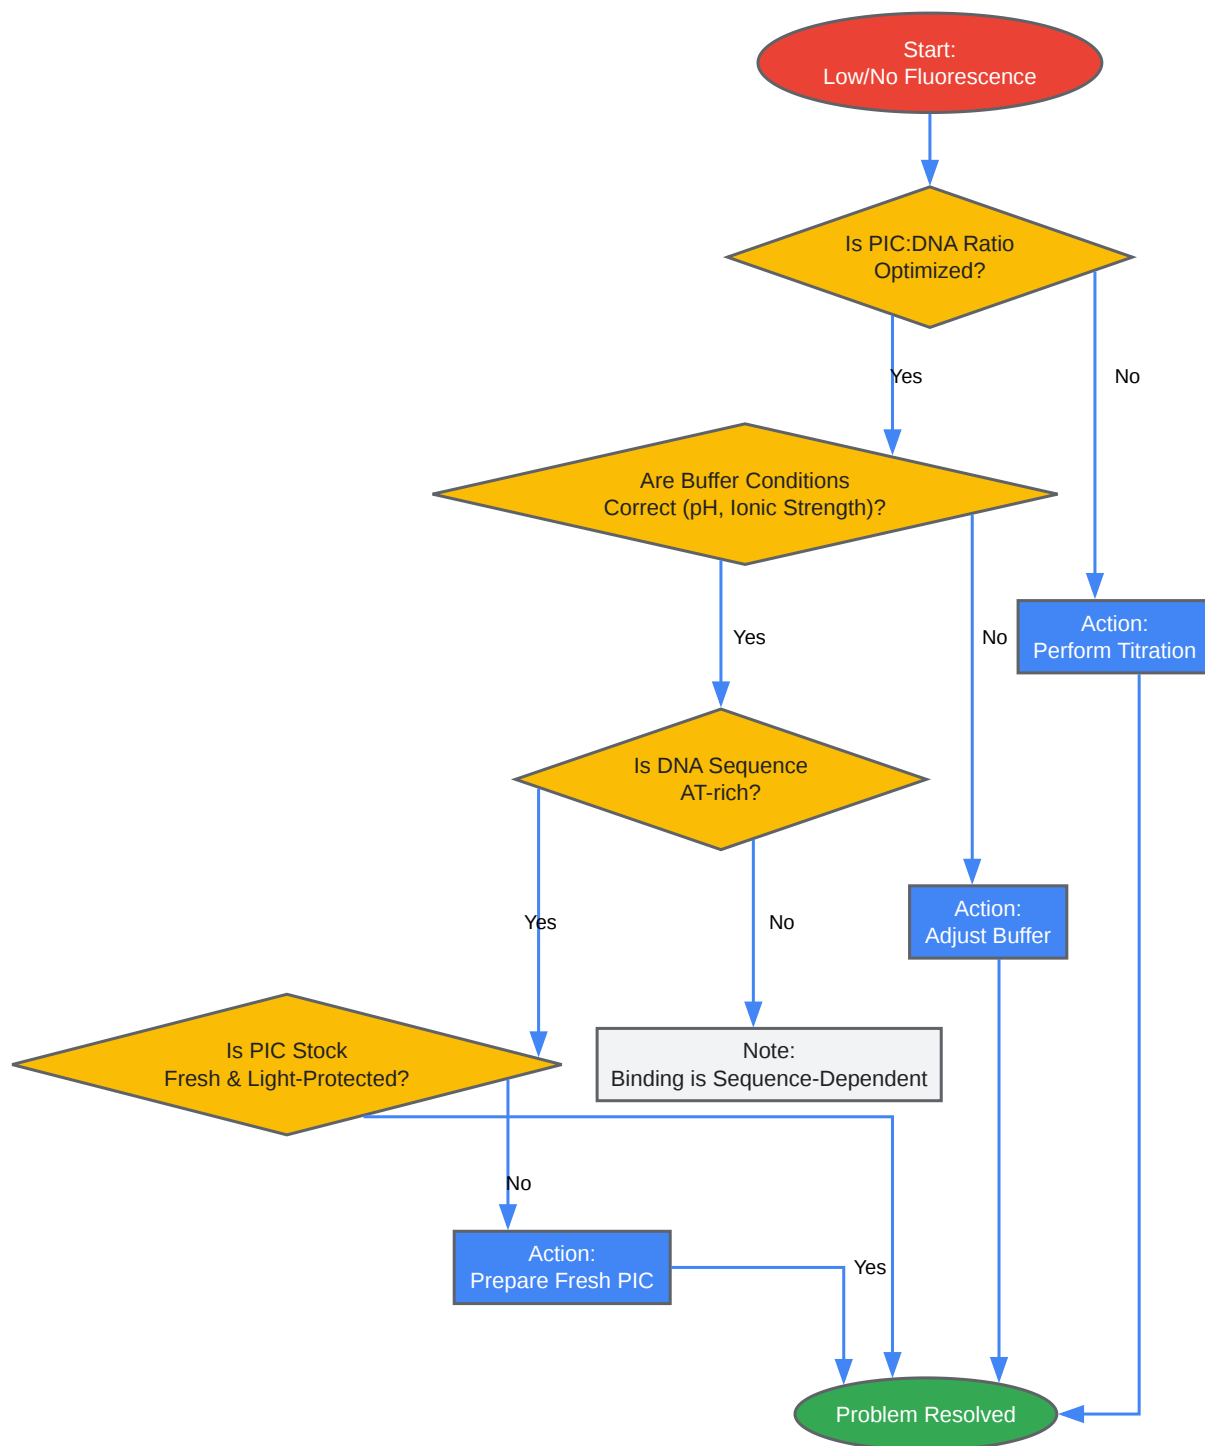 Start:
Low/No Fluorescence
Is PIC:DNA Ratio
Optimized?
Yes
No
Are Buffer Conditions
Correct (pH, Ionic Strength)?
Action:
Perform Titration
Yes
No
Is DNA Sequence
AT-rich?
Action:
Adjust Buffer
Yes
No
Is PIC Stock
Fresh & Light-Protected?
Note:
Binding is Sequence-Dependent
No
Action:
Prepare Fresh PIC
Yes
Problem Resolved